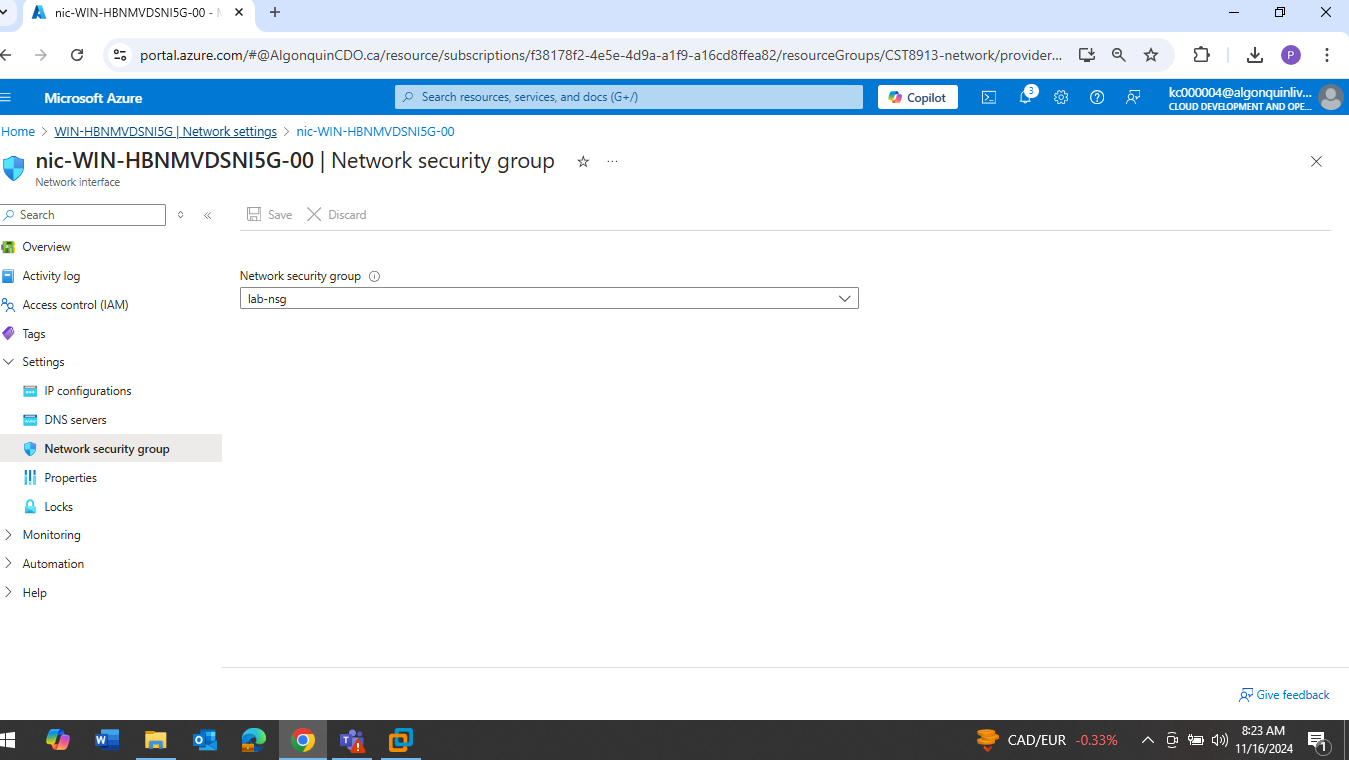 nic-WIN-HBNMVDSNI5G-00 - M
portal.azure.com/#@AlgonquinCDO.ca/resource/subscriptions/f38178f2-4e5e-4d9a-a1f9-a16cd8ffea82/resourceGroups/CST8913-network/provider...
P
Microsoft Azure
Search resources, services, and docs (G+/)
Copilot
3
kc000004@algonquinliv...
CLOUD DEVELOPMENT AND OPE...
Home > WIN-HBNMVDSNI5G | Network settings > nic-WIN-HBNMVDSNI5G-00
nic-WIN-HBNMVDSNI5G-00 | Network security group
Network interface
Search
Save
Discard
Overview
Activity log
Access control (IAM)
Tags
Settings
IP configurations
DNS servers
Network security group
Properties
Locks
Monitoring
Automation
Help
Network security group
lab-nsg
Give feedback
CAD/EUR -0.33%
8:23 AM
11/16/2024
1